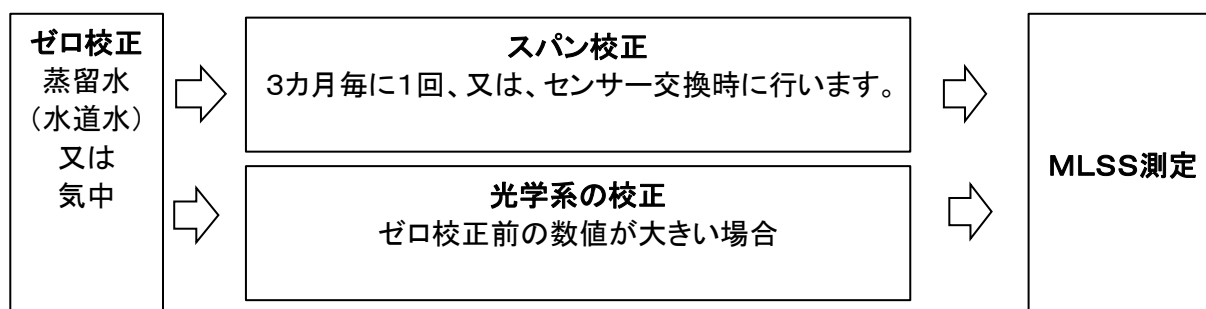 ゼロ校正
蒸留水
（水道水）
又は
気中
スパン校正
３カ月毎に１回、又は、センサー交換時に行います。
光学系の校正
ゼロ校正前の数値が大きい場合
ＭＬＳＳ測定